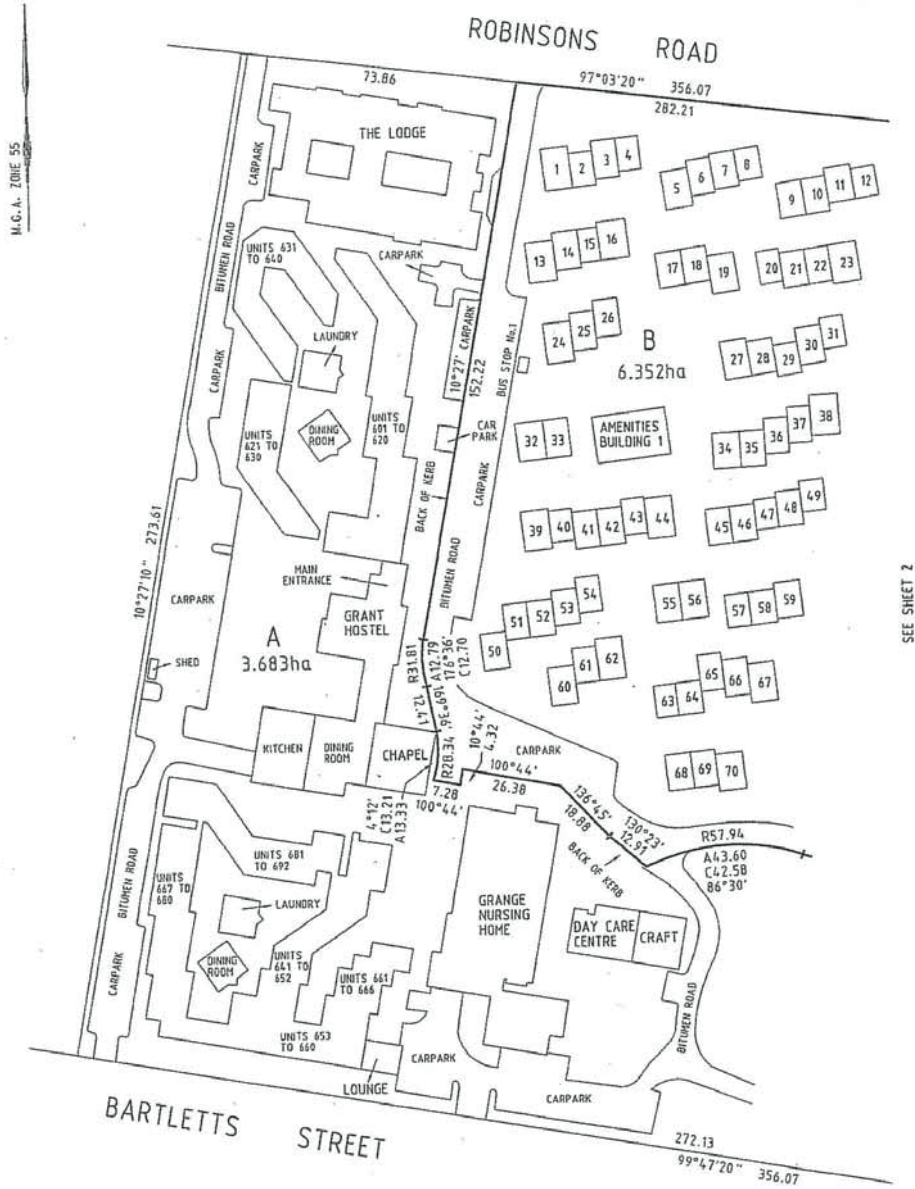 ROBINSONS ROAD
M.G.A. ZONE 55
73.86
97°03'20" 356.07
282.21
THE LODGE
CARPARK
BITUMEN ROAD
CARPARK
UNITS 631
TO 640
CARPARK
LAUNDRY
10°27' CARPARK
152.22
BUS STOP No.1
UNITS
621 TO
630
DINING
ROOM
UNITS
601 TO
620
CAR
PARK
BACK OF KERB
CARPARK
BITUMEN ROAD
1 2 3 4
5 6 7 8
9 10 11 12
13 14 15 16
17 18 19
20 21 22 23
24 25 26
B
6.352ha
27 28 29 30 31
32 33
AMENITIES
BUILDING 1
34 35 36 37 38
39 40 41 42 43 44
45 46 47 48 49
50 51 52 53 54
55 56
57 58 59
60 61 62
63 64 65 66 67
68 69 70
SEE SHEET 2
10°27'10" 273.61
CARPARK
MAIN
ENTRANCE
GRANT
HOSTEL
A
3.683ha
SHED
KITCHEN
DINING
ROOM
CHAPEL
R31.81
A12.79
176°36'
C12.70
14.12
169°36'
R28.34
10°44'
4.32
CARPARK
100°44'
26.38
7.28
100°44'
4°12'
C13.21
A13.33
136°45'
18.88
130°23'
12.91
BACK OF KERB
R57.94
A43.60
C42.58
86°30'
BITUMEN ROAD
CARPARK
UNITS 681
TO 692
UNITS
667 TO
680
LAUNDRY
DINING
ROOM
UNITS
641 TO
652
UNITS 661
TO 666
UNITS 653
TO 660
GRANGE
NURSING
HOME
DAY CARE
CENTRE
CRAFT
BITUMEN ROAD
CARPARK
LOUNGE
CARPARK
BARTLETTS STREET
272.13
99°47'20" 356.07